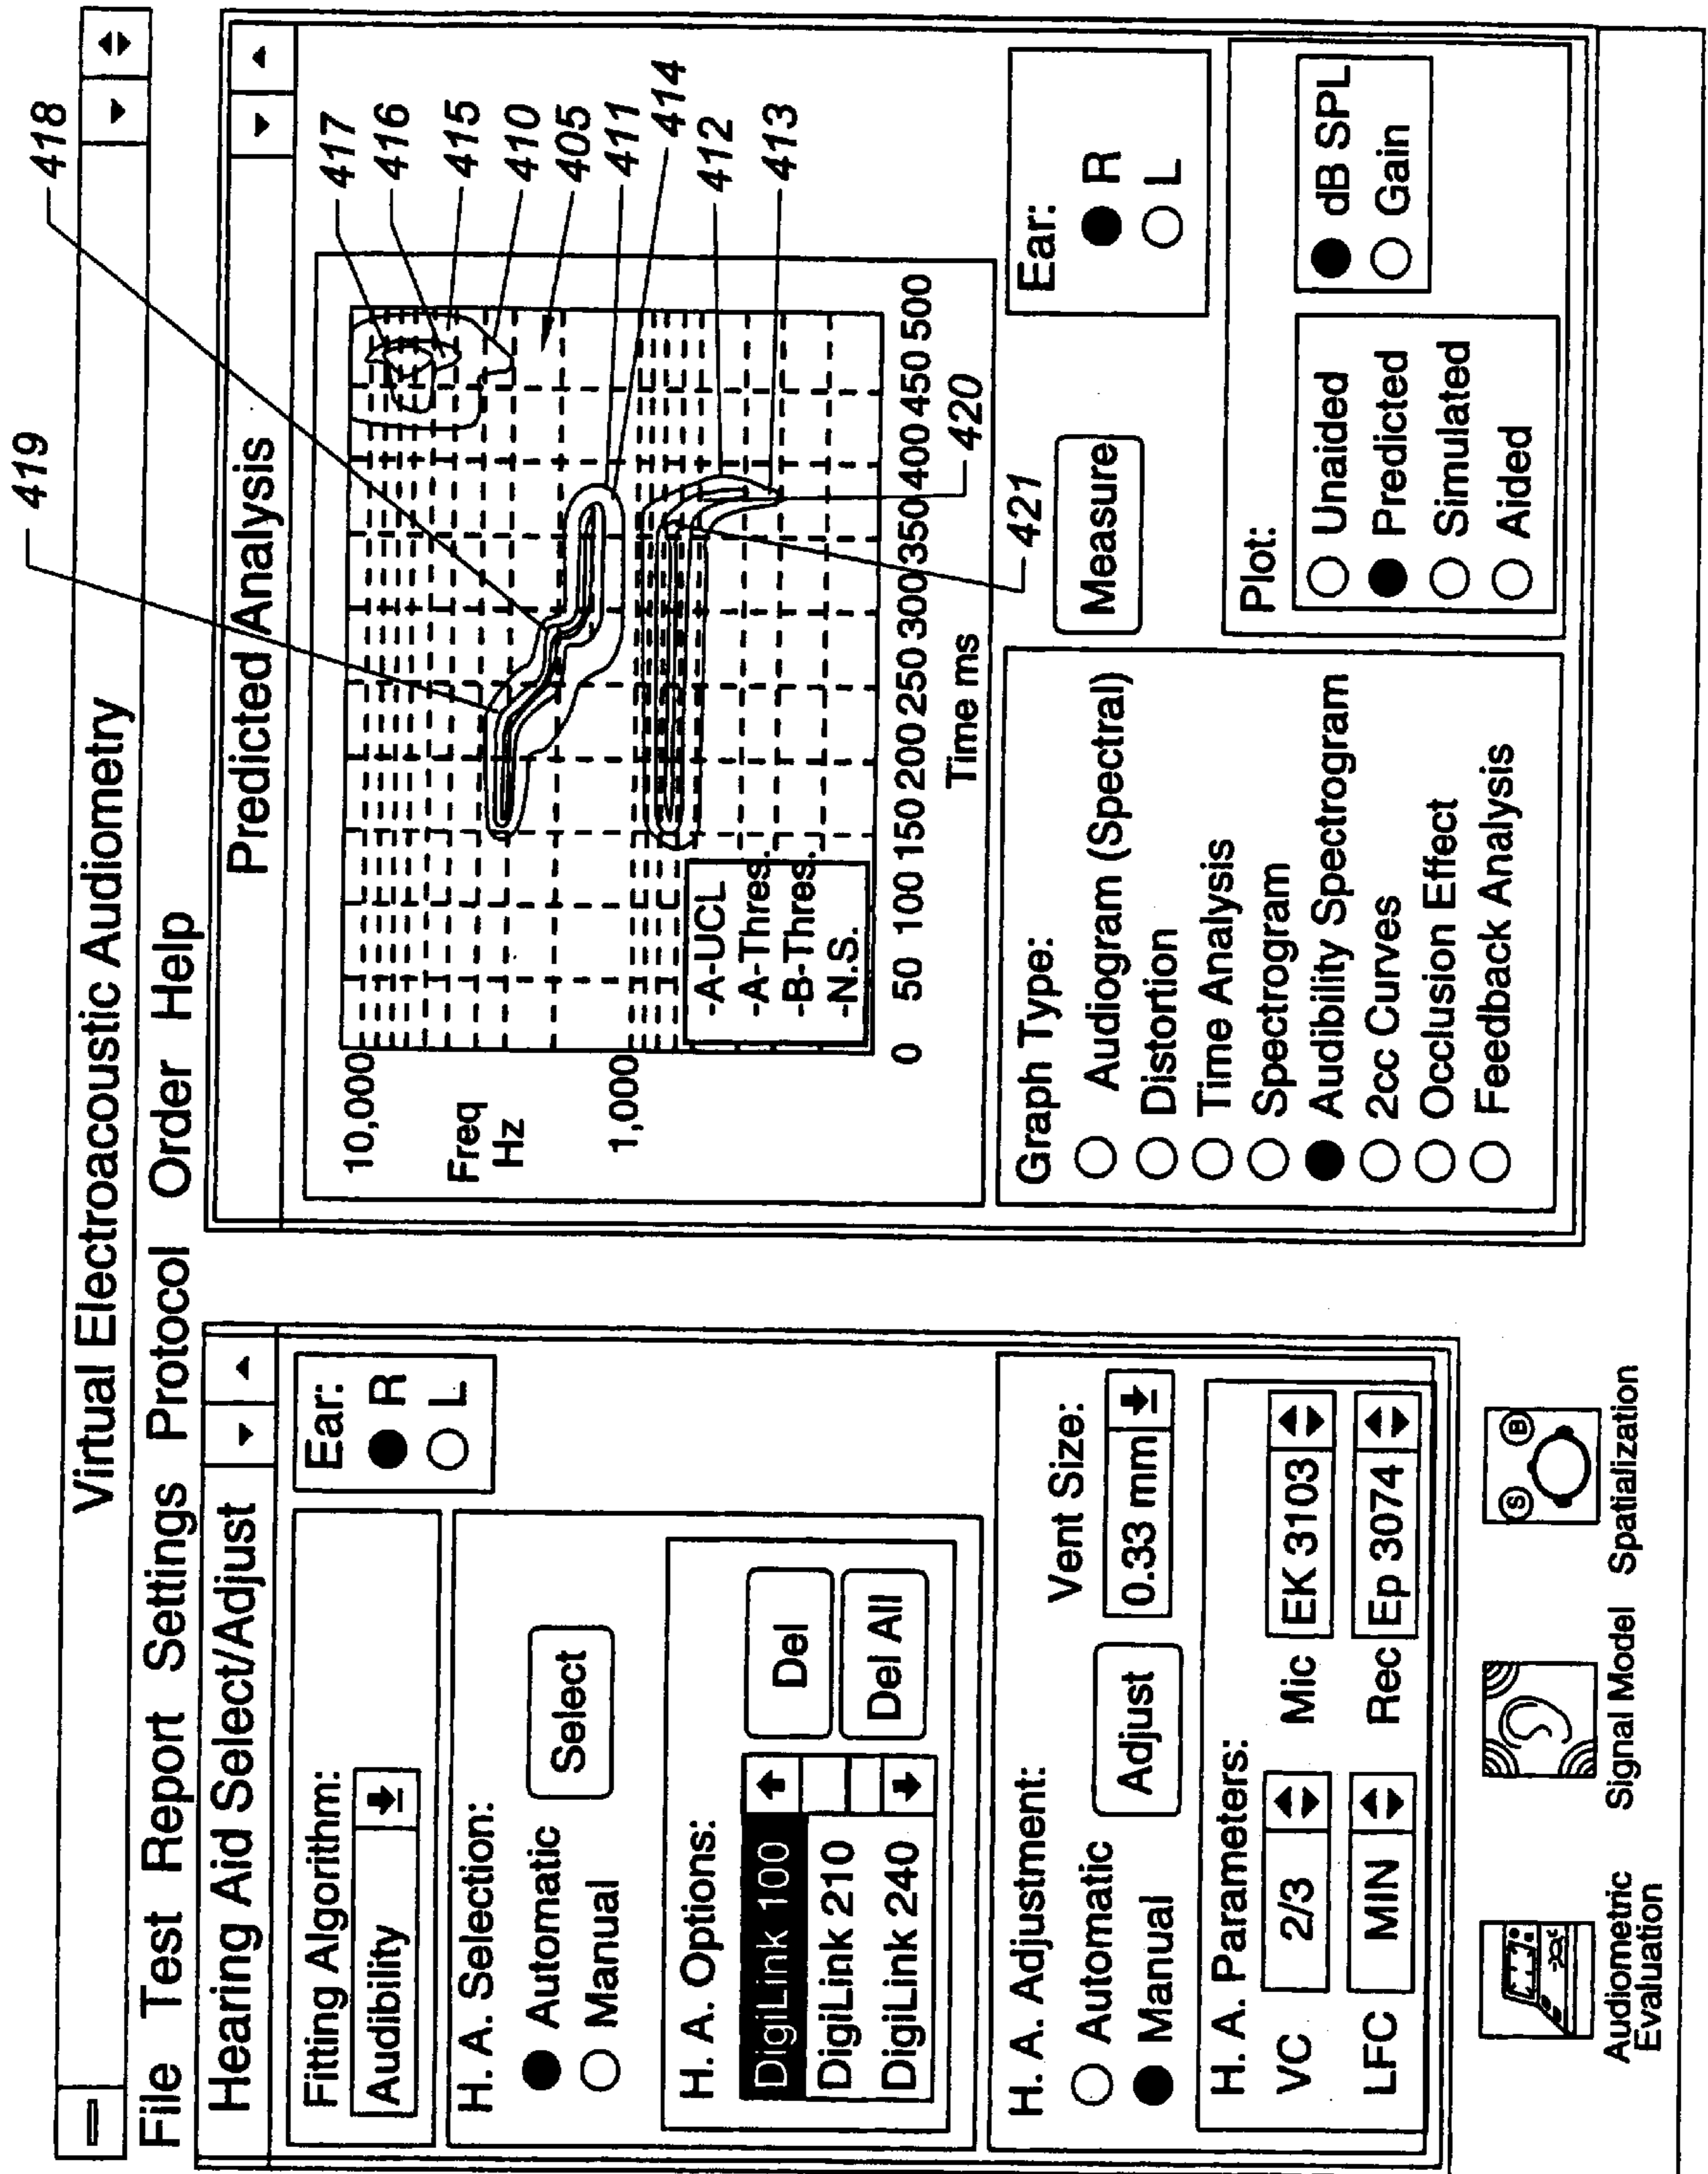 Virtual Electroacoustic Audiometry
File Test Report Settings Protocol Order Help
Hearing Aid Select/Adjust
Fitting Algorithm:
Audibility
Ear:
R
L
H. A. Selection:
Automatic
Manual
Select
H. A. Options:
DigiLink 100
DigiLink 210
DigiLink 240
Del
Del All
H. A. Adjustment:
Automatic
Manual
Adjust
Vent Size:
0.33 mm
H. A. Parameters:
VC 2/3 Mic EK 3103
LFC MIN Rec Ep 3074
Audiometric
Evaluation
Signal Model
Spatialization
S
B
Predicted Analysis
419
418
417
416
415
410
405
411
414
412
413
420
421
10,000
Freq
Hz
1,000
-A-UCL
-A-Thres.
-B-Thres.
-N.S.
0 50 100 150 200 250 300 350 400 450 500
Time ms
Graph Type:
Audiogram (Spectral)
Distortion
Time Analysis
Spectrogram
Audibility Spectrogram
2cc Curves
Occlusion Effect
Feedback Analysis
Measure
Ear:
R
L
Plot:
Unaided
Predicted
Simulated
Aided
dB SPL
Gain